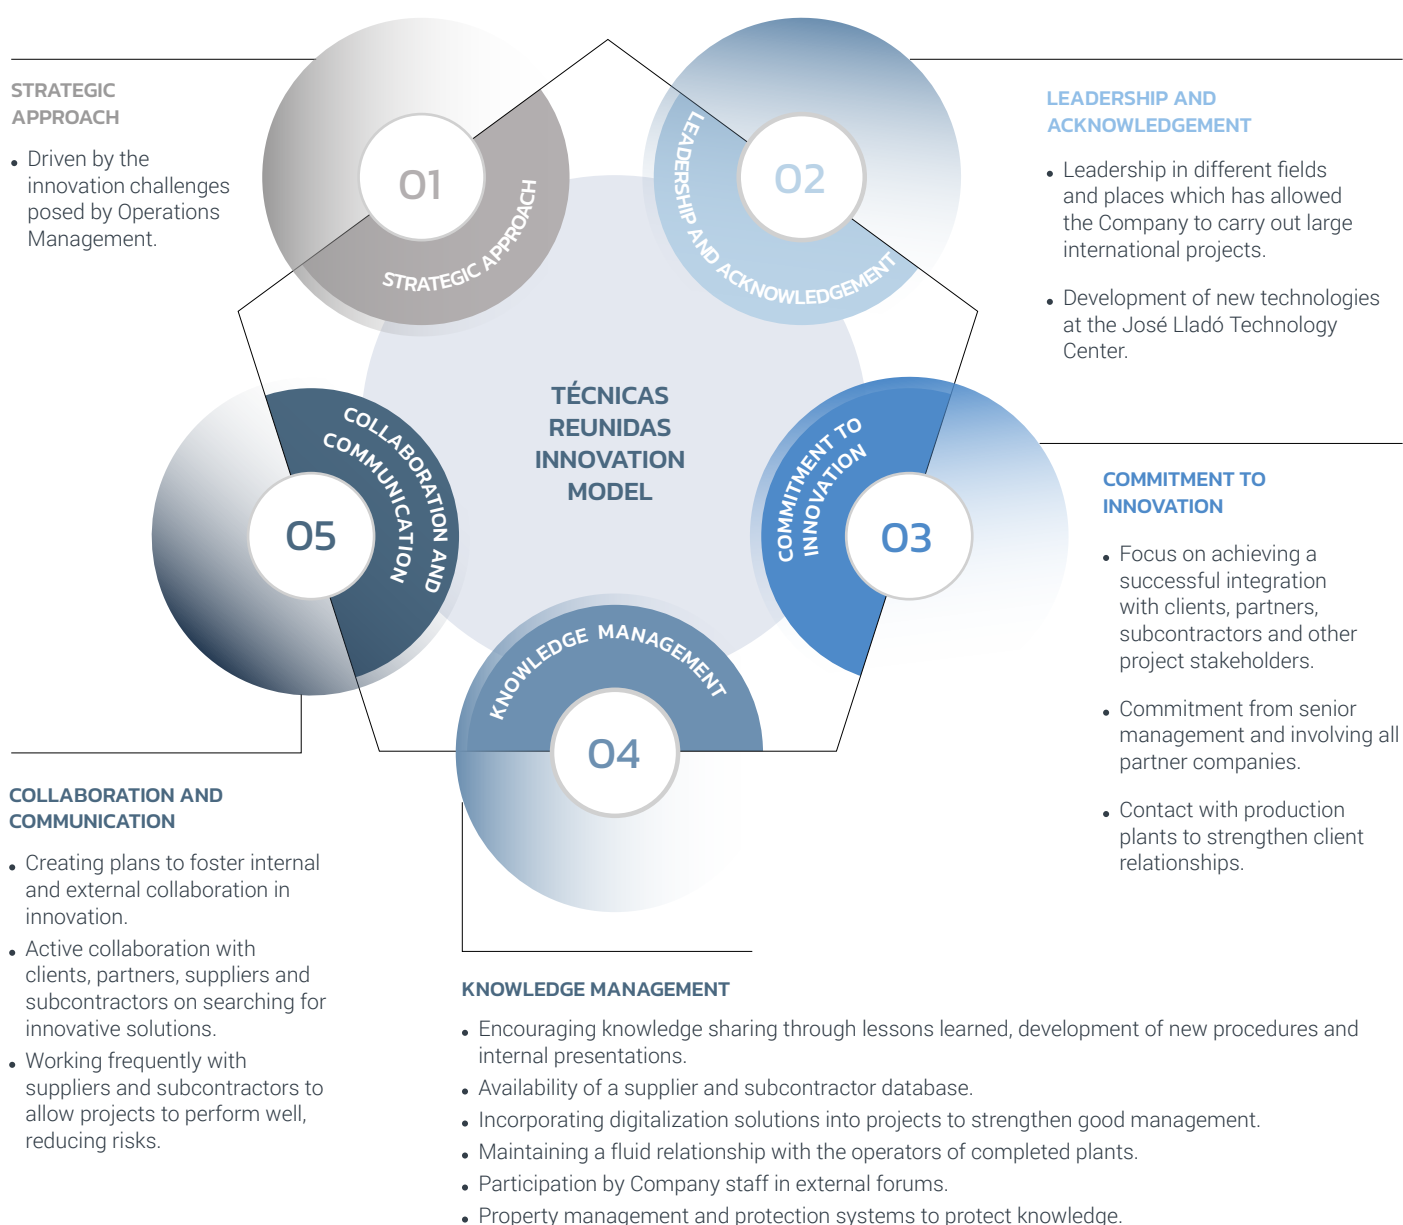 STRATEGIC
APPROACH
• Driven by the
innovation challenges
posed by Operations
Management.
01
STRATEGIC APPROACH
02
LEADERSHIP AND ACKNOWLEDGEMENT
LEADERSHIP AND
ACKNOWLEDGEMENT
• Leadership in different fields
and places which has allowed
the Company to carry out large
international projects.
• Development of new technologies
at the José Lladó Technology
Center.
TÉCNICAS
REUNIDAS
INNOVATION
MODEL
03
COMMITMENT TO
INNOVATION
COMMITMENT TO
INNOVATION
• Focus on achieving a
successful integration
with clients, partners,
subcontractors and other
project stakeholders.
• Commitment from senior
management and involving all
partner companies.
• Contact with production
plants to strengthen client
relationships.
05
COLLABORATION AND
COMMUNICATION
KNOWLEDGE MANAGEMENT
04
COLLABORATION AND
COMMUNICATION
• Creating plans to foster internal
and external collaboration in
innovation.
• Active collaboration with
clients, partners, suppliers and
subcontractors on searching for
innovative solutions.
• Working frequently with
suppliers and subcontractors to
allow projects to perform well,
reducing risks.
KNOWLEDGE MANAGEMENT
• Encouraging knowledge sharing through lessons learned, development of new procedures and
internal presentations.
• Availability of a supplier and subcontractor database.
• Incorporating digitalization solutions into projects to strengthen good management.
• Maintaining a fluid relationship with the operators of completed plants.
• Participation by Company staff in external forums.
• Property management and protection systems to protect knowledge.